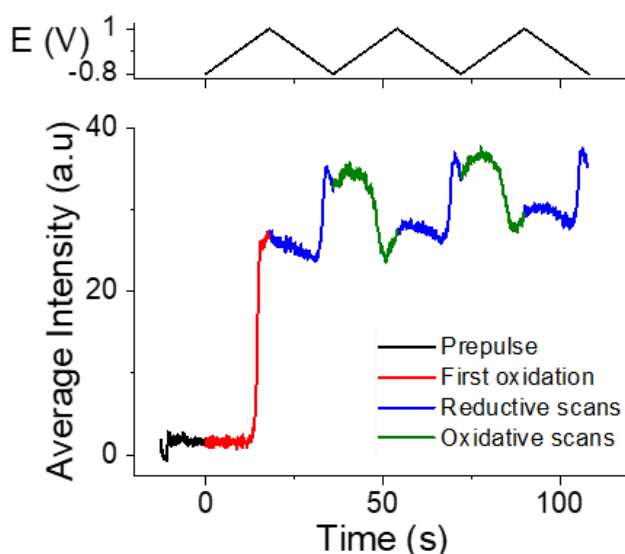 E (V)
1
-0.8
Average Intensity (a.u)
40
20
0
Prepulse
First oxidation
Reductive scans
Oxidative scans
0
50
100
Time (s)